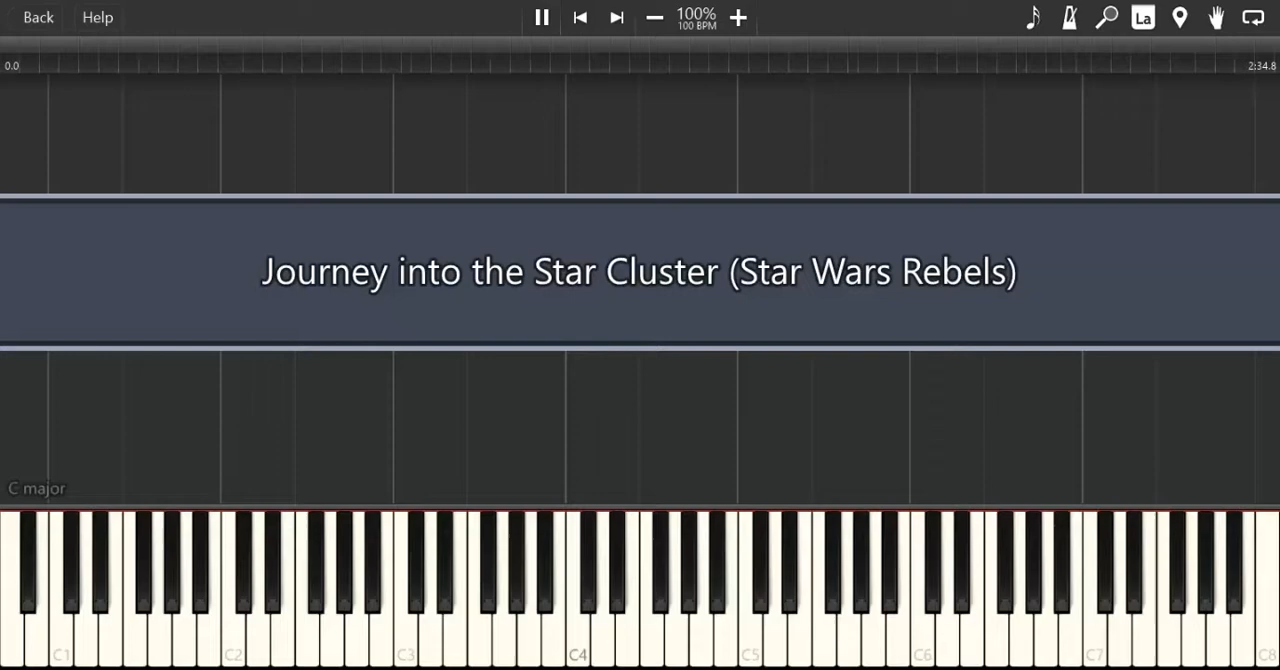 Back Help
100%
100 BPM
La
0.0 2:34.8
Journey into the Star Cluster (Star Wars Rebels)
C major
C1 C2 C3 C4 C5 C6 C7 C8